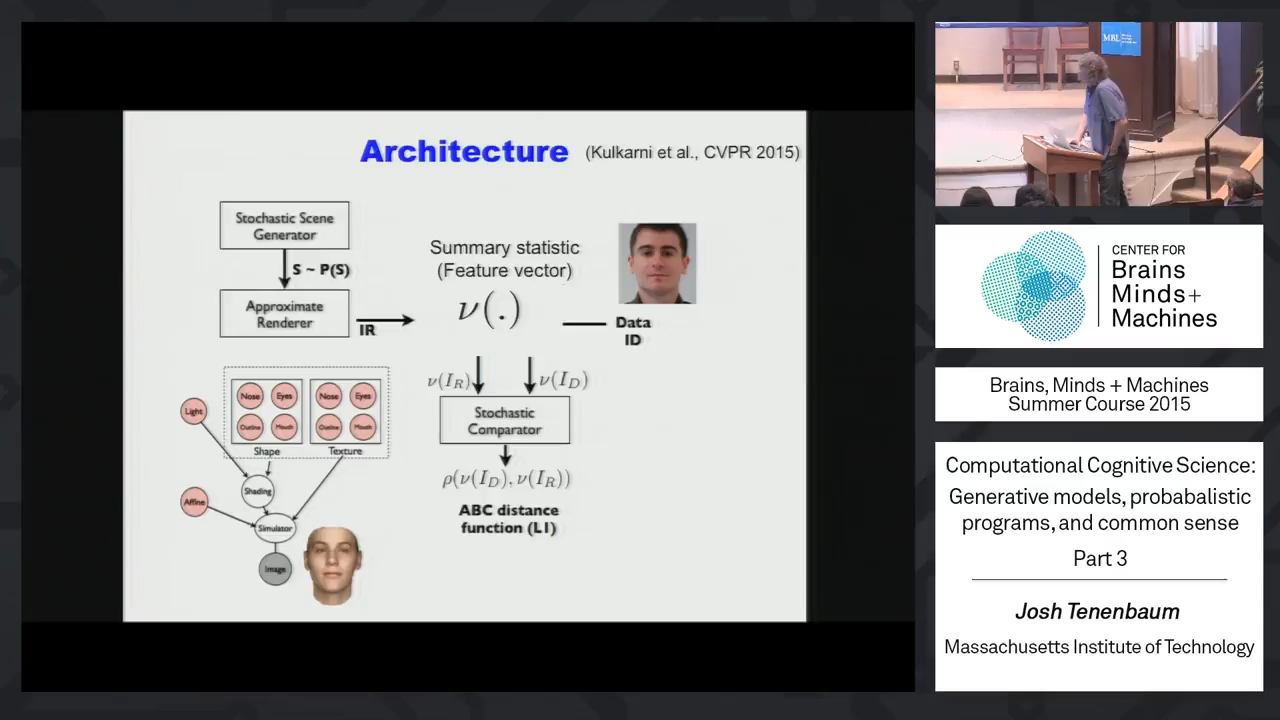 Architecture (Kulkarni et al., CVPR 2015)
Stochastic Scene
Generator
S ~ P(S)
Approximate
Renderer
IR
Summary statistic
(Feature vector)
ν(.)
Data
ID
ν(I_R)
ν(I_D)
Stochastic
Comparator
ρ(ν(I_D), ν(I_R))
ABC distance
function (L1)
Light
Nose Eyes
Outline Mouth
Shape
Nose Eyes
Outline Mouth
Texture
Shading
Affine
Simulator
Image
MBL
CENTER FOR
Brains
Minds+
Machines
Brains, Minds + Machines
Summer Course 2015
Computational Cognitive Science:
Generative models, probabalistic
programs, and common sense
Part 3
Josh Tenenbaum
Massachusetts Institute of Technology